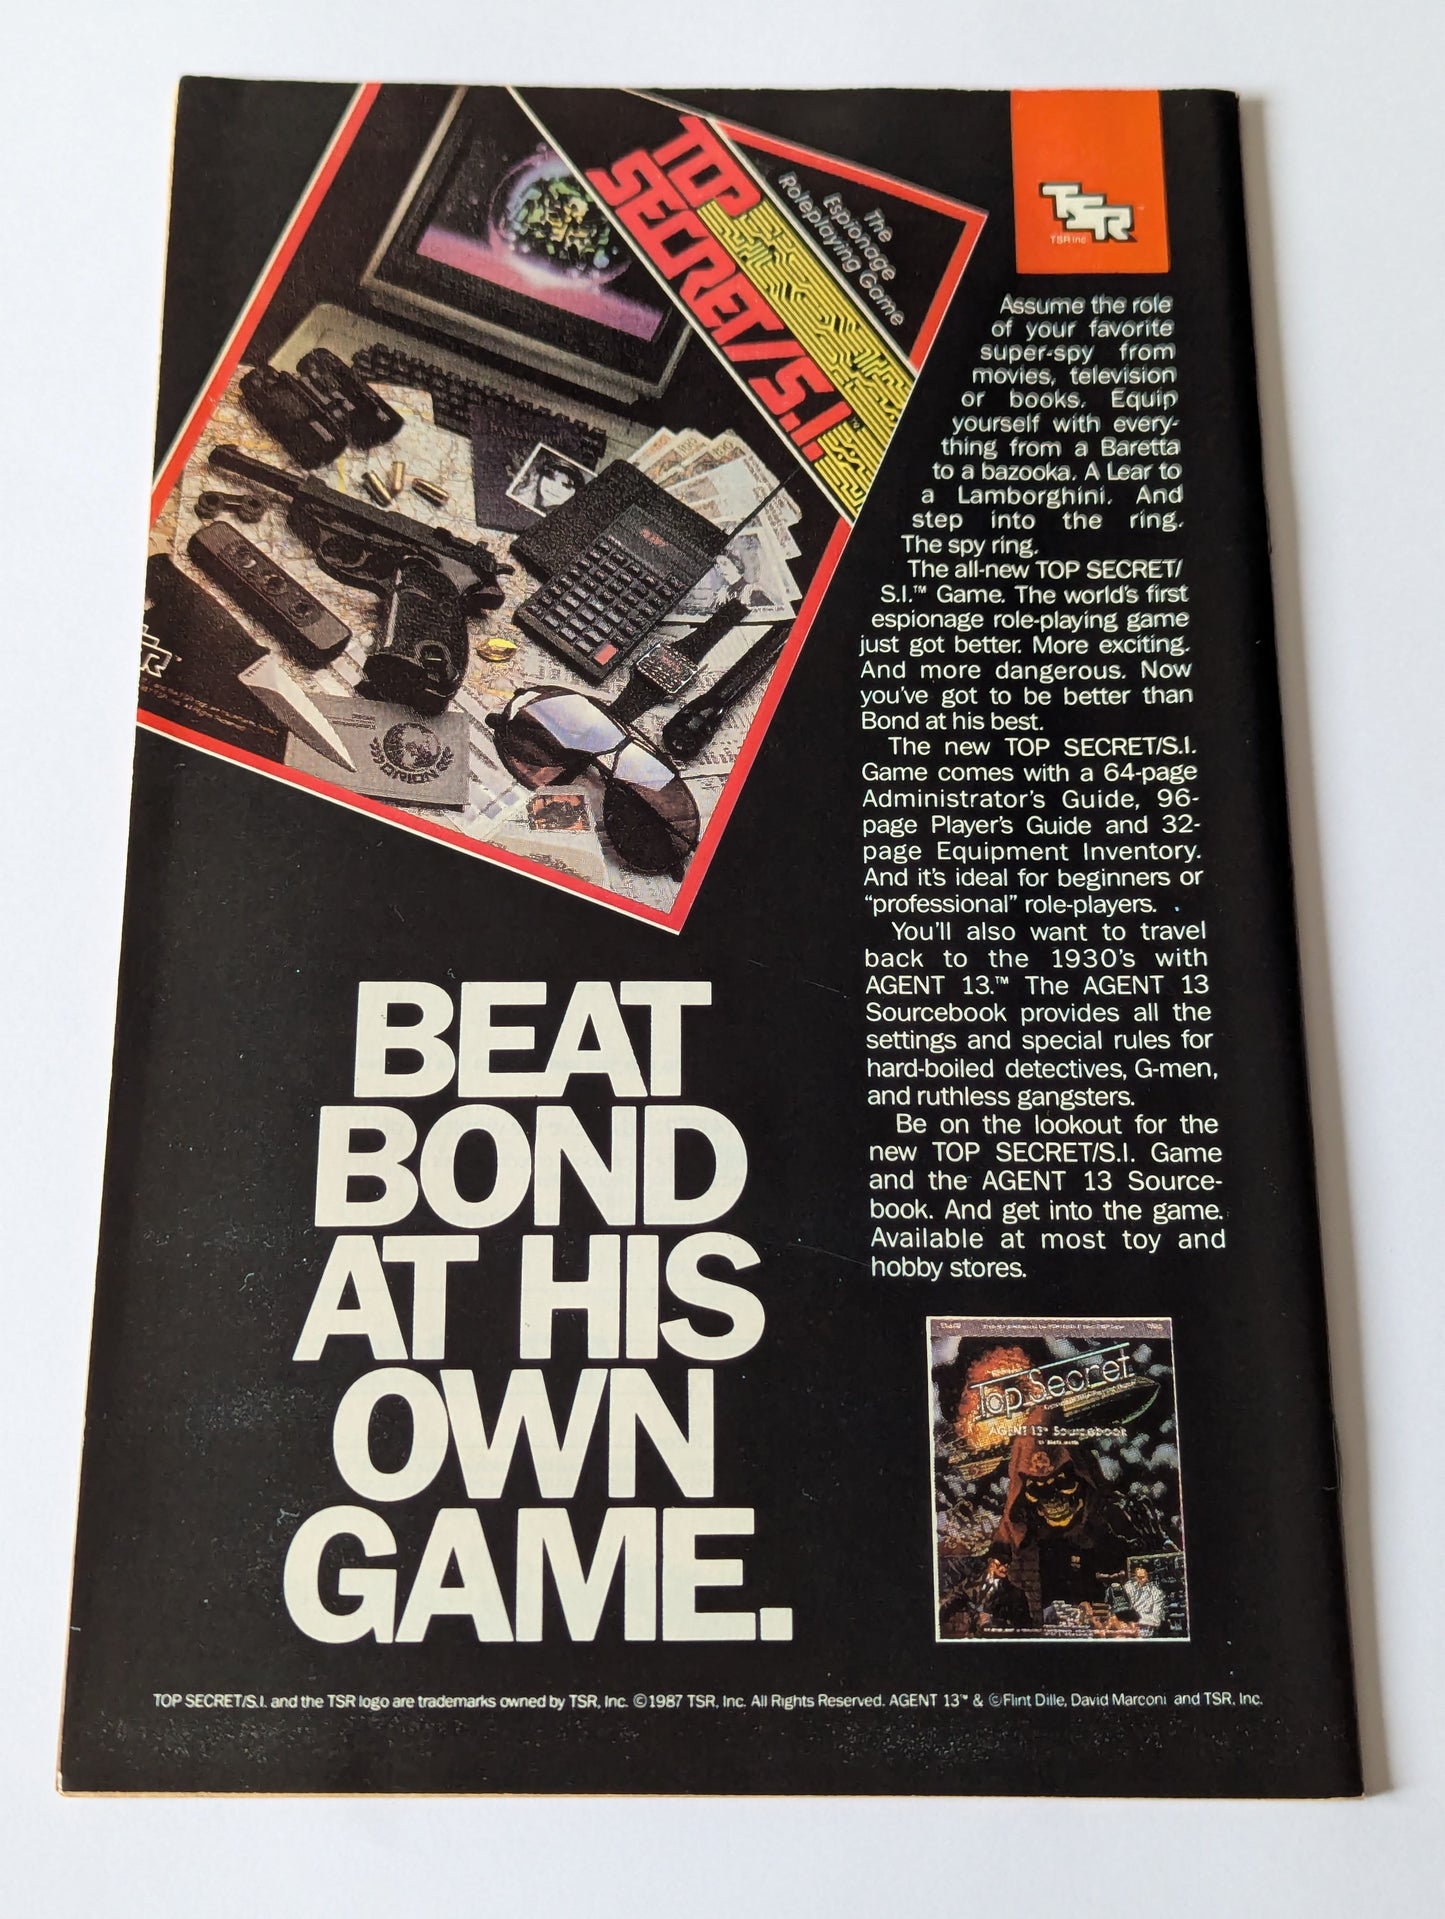 TOP
SECRET/S.I.
The
Espionage
Roleplaying Game
TSR
TSR Inc
PASSPORT
ORION
Assume the role
of your favorite
super-spy from
movies, television
or books. Equip
yourself with every-
thing from a Baretta
to a bazooka. A Lear to
a Lamborghini. And
step into the ring.
The spy ring.
The all-new TOP SECRET/
S.I.™ Game. The world's first
espionage role-playing game
just got better. More exciting.
And more dangerous. Now
you've got to be better than
Bond at his best.
The new TOP SECRET/S.I.
Game comes with a 64-page
Administrator's Guide, 96-
page Player's Guide and 32-
page Equipment Inventory.
And it's ideal for beginners or
“professional” role-players.
You'll also want to travel
back to the 1930's with
AGENT 13.™ The AGENT 13
Sourcebook provides all the
settings and special rules for
hard-boiled detectives, G-men,
and ruthless gangsters.
Be on the lookout for the
new TOP SECRET/S.I. Game
and the AGENT 13 Source-
book. And get into the game.
Available at most toy and
hobby stores.
BEAT
BOND
AT HIS
OWN
GAME.
Top Secret
AGENT 13™ Sourcebook
TOP SECRET/S.I. and the TSR logo are trademarks owned by TSR, Inc. ©1987 TSR, Inc. All Rights Reserved. AGENT 13™ & ©Flint Dille, David Marconi and TSR, Inc.